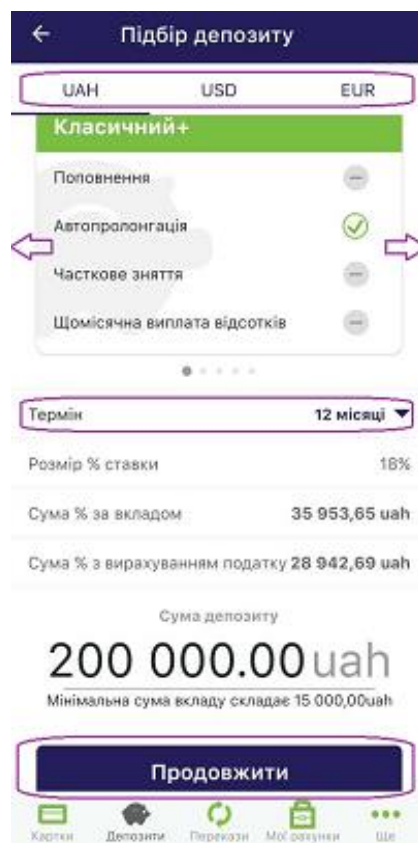 Підбір депозиту
UAH USD EUR
Класичний+
Поповнення
Автопролонгація
Часткове зняття
Щомісячна виплата відсотків
Термін 12 місяці
Розмір % ставки 18%
Сума % за вкладом 35 953,65 uah
Сума % з вирахуванням податку 28 942,69 uah
Сума депозиту
200 000.00 uah
Мінімальна сума вкладу складає 15 000,00uah
Продовжити
Картки Депозити Перекази Мої рахунки Ще